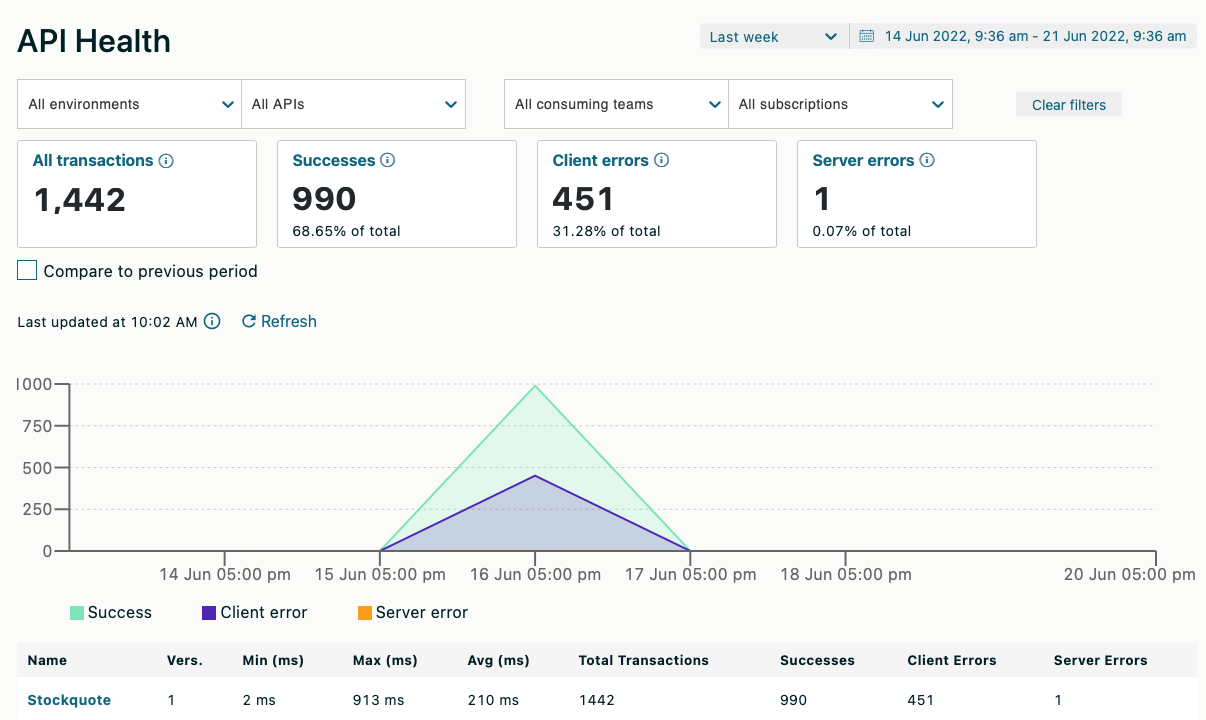 API Health
Last week 14 Jun 2022, 9:36 am - 21 Jun 2022, 9:36 am
All environments All APIs All consuming teams All subscriptions Clear filters
All transactions Successes Client errors Server errors
1,442 990 451 1
68.65% of total 31.28% of total 0.07% of total
Compare to previous period
Last updated at 10:02 AM Refresh
1000
750
500
250
0
14 Jun 05:00 pm 15 Jun 05:00 pm 16 Jun 05:00 pm 17 Jun 05:00 pm 18 Jun 05:00 pm 20 Jun 05:00 pm
Success Client error Server error
Name Vers. Min (ms) Max (ms) Avg (ms) Total Transactions Successes Client Errors Server Errors
Stockquote 1 2 ms 913 ms 210 ms 1442 990 451 1